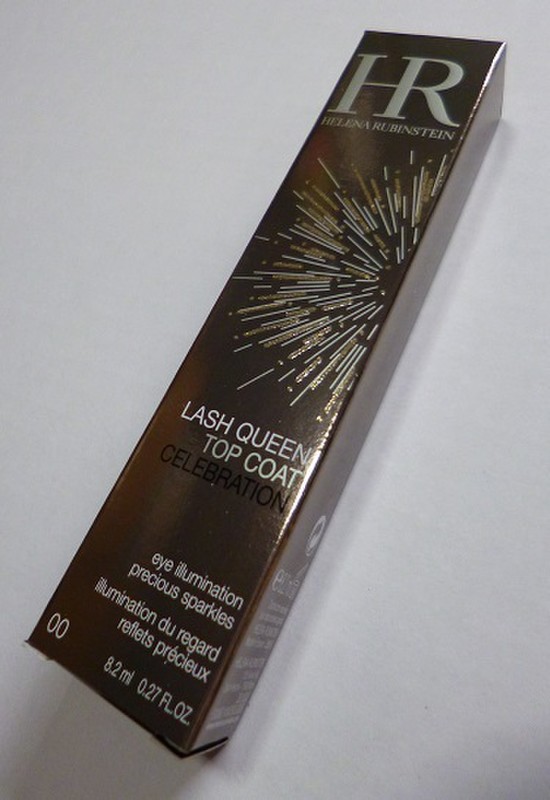 HR
HELENA RUBINSTEIN
LASH QUEEN
TOP COAT
CELEBRATION
eye illumination
precious sparkles
illumination du regard
reflets précieux
00
8.2 ml 0.27 FL.OZ.